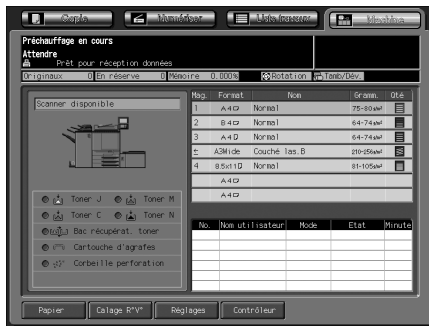 Copie Numériser Liste travaux Machine
Préchauffage en cours
Attendre
Prêt pour réception données
Originaux 0 En réserve 0 Mémoire 0.000% Rotation Tamb/Dév.
Scanner disponible
Mag. Format Nom Gramm. Qté
1 A4 Normal 75-80g/m²
2 B4 Normal 64-74g/m²
3 A4 Normal 64-74g/m²
± A3Wide Couché las.B 210-256g/m²
4 8.5x11 Normal 81-105g/m²
A4
A4
Toner J Toner M
Toner C Toner N
Bac récupérat. toner
Cartouche d'agrafes
Corbeille perforation
No. Nom utilisateur Mode Etat Minute
Papier Calage R°V° Réglages Contrôleur